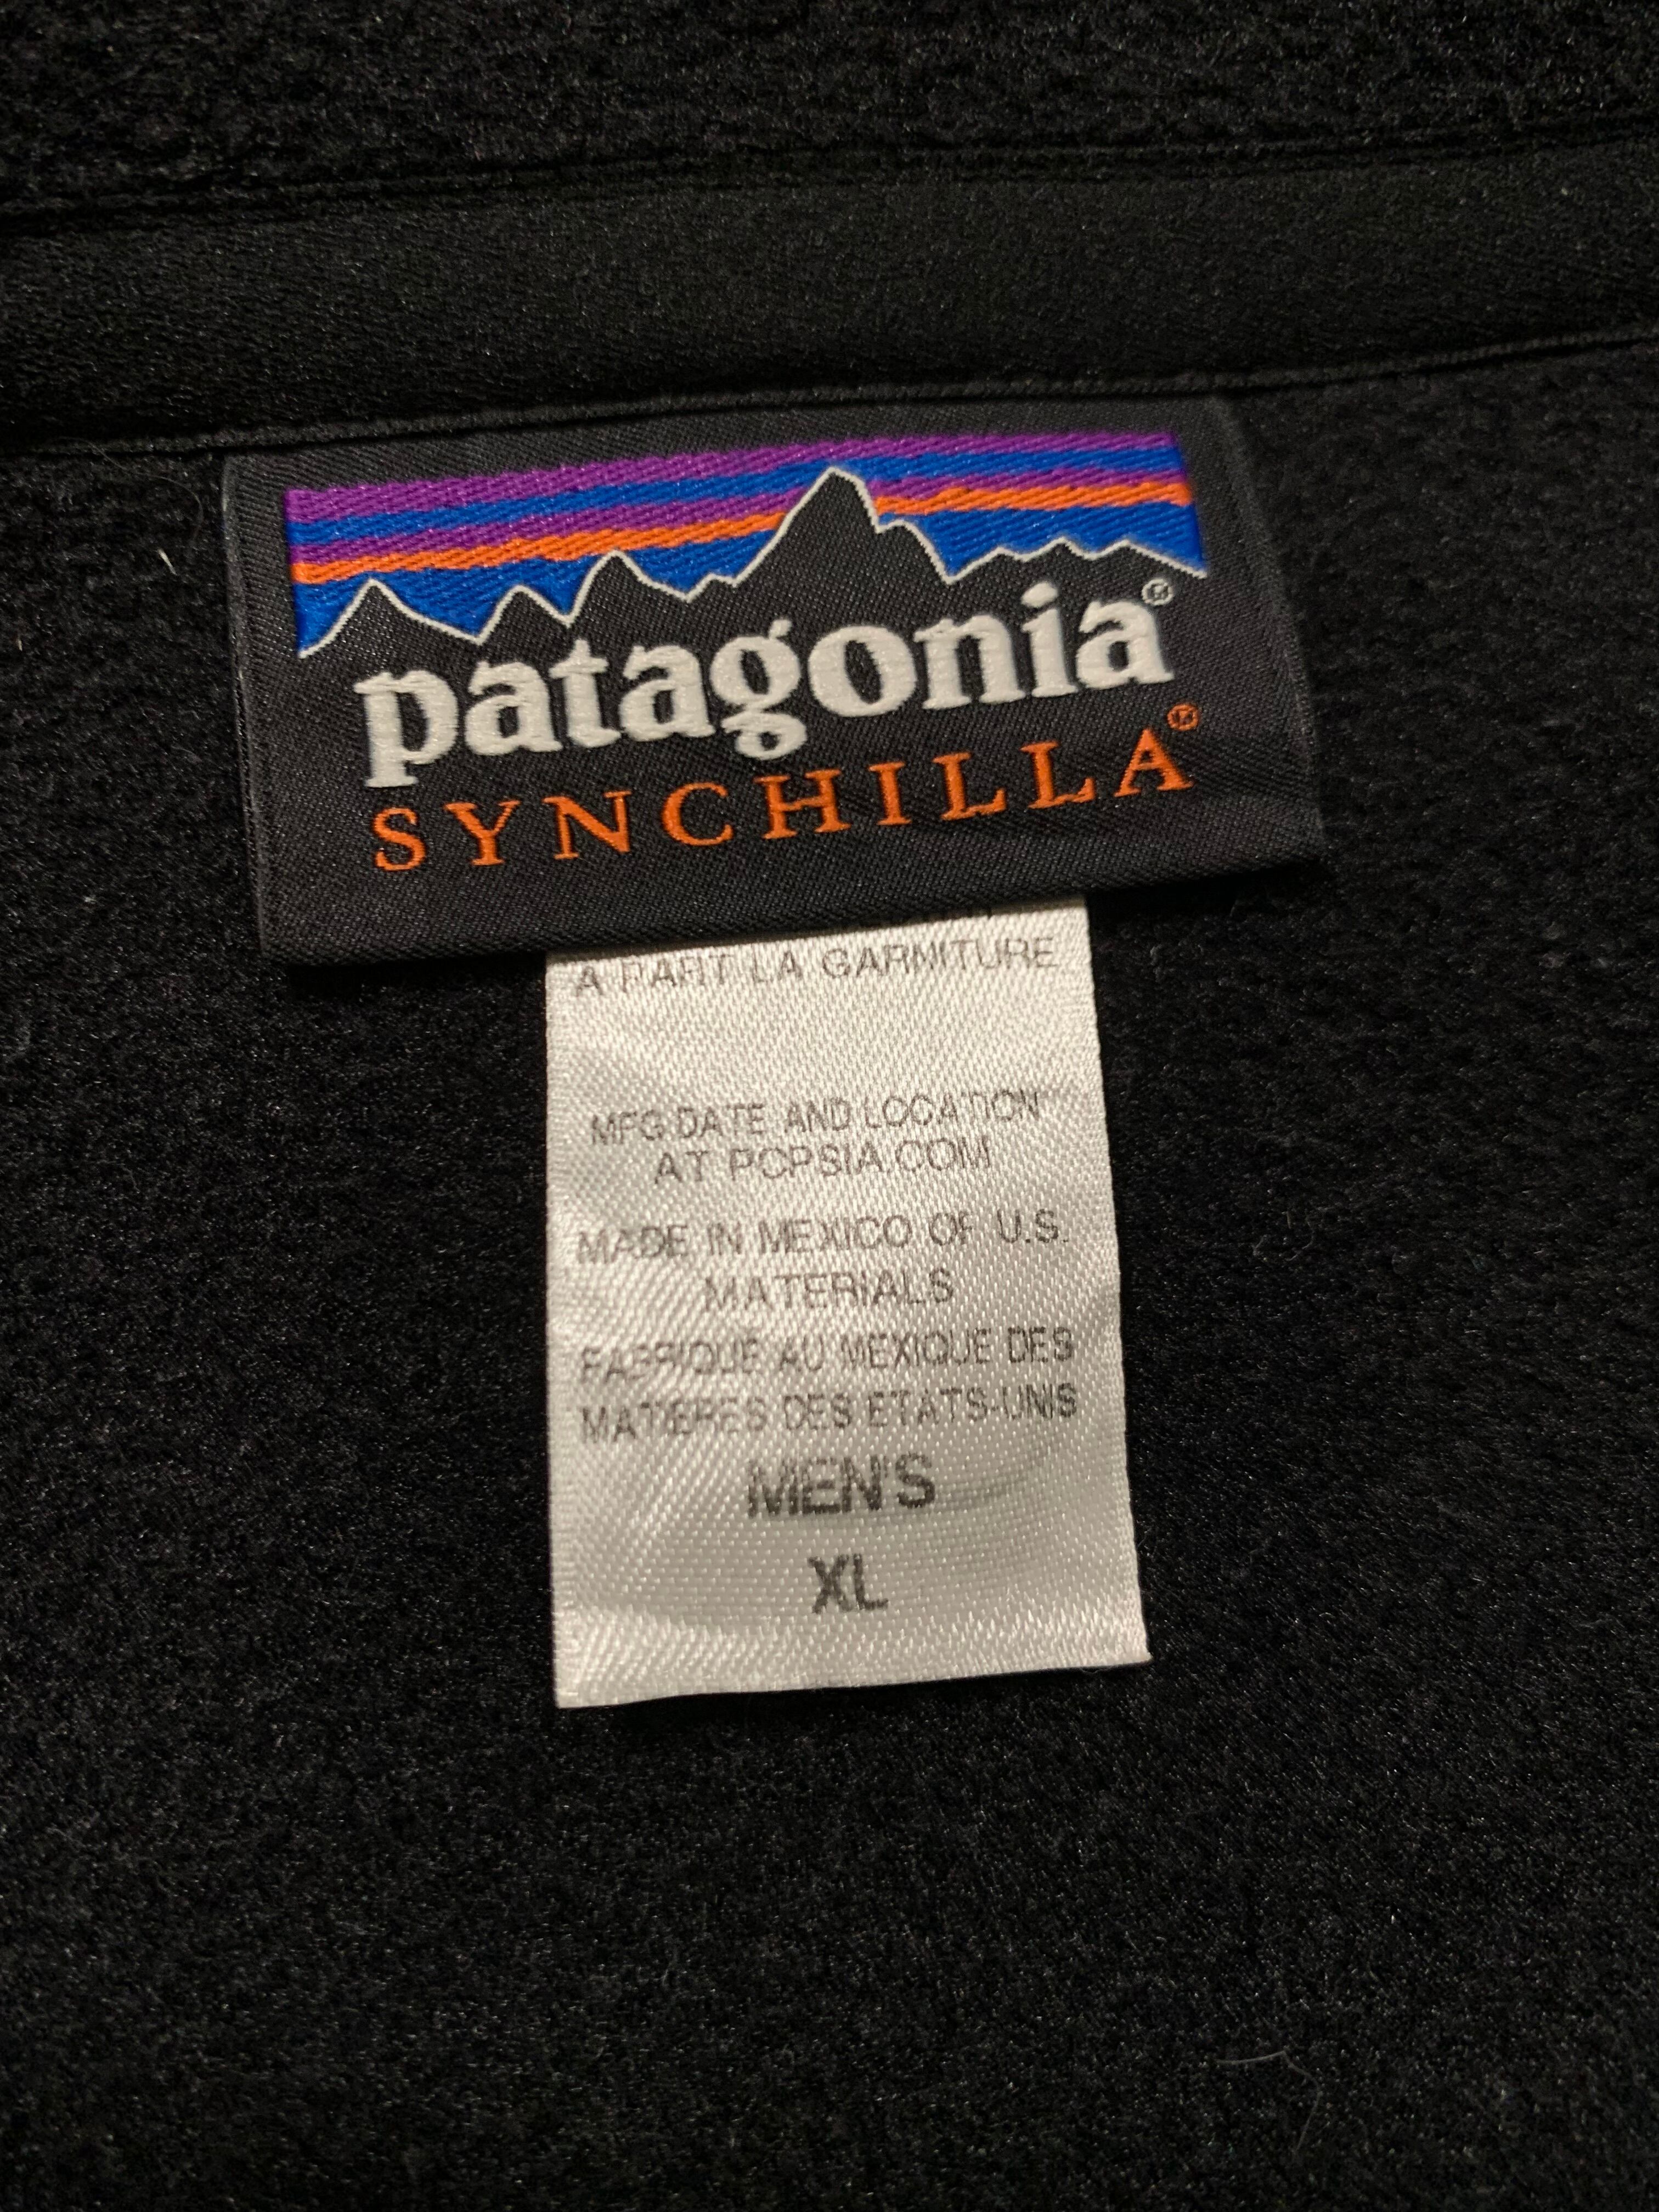 patagonia®
SYNCHILLA®
A PART LA GARMITURE
MFG DATE AND LOCATION
AT PCPSIA.COM
MADE IN MEXICO OF U.S.
MATERIALS
FABRIQUE AU MEXIQUE DES
MATIERES DES ETATS-UNIS
MEN'S
XL